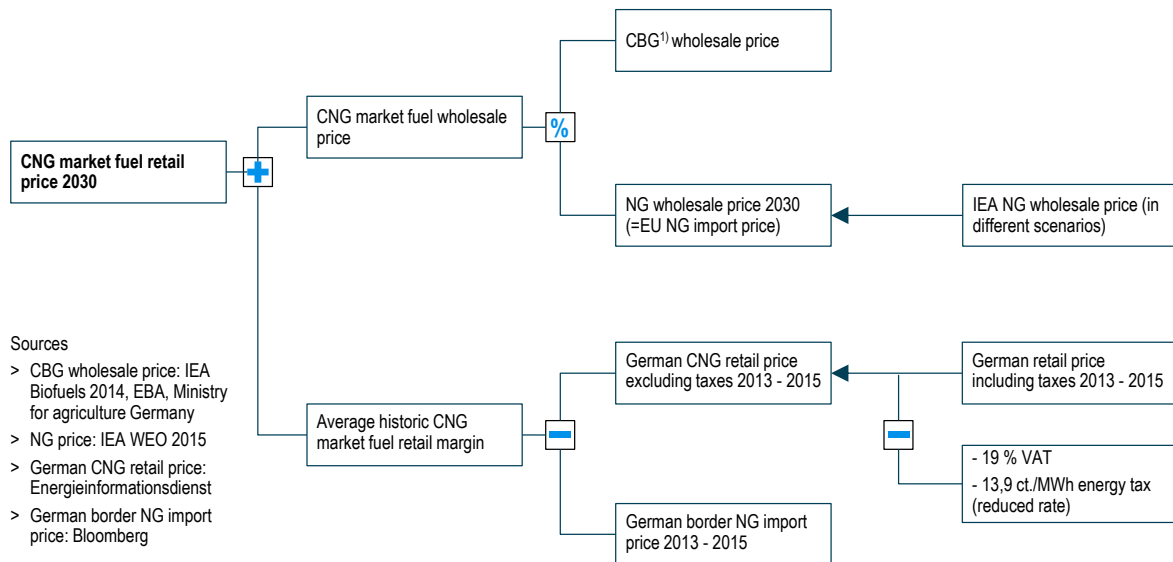 CBG1) wholesale price
CNG market fuel wholesale
price
%
CNG market fuel retail
price 2030
NG wholesale price 2030
(=EU NG import price)
IEA NG wholesale price (in
different scenarios)
Sources
> CBG wholesale price: IEA
Biofuels 2014, EBA, Ministry
for agriculture Germany
> NG price: IEA WEO 2015
> German CNG retail price:
Energieinformationsdienst
> German border NG import
price: Bloomberg
German CNG retail price
excluding taxes 2013 - 2015
German retail price
including taxes 2013 - 2015
Average historic CNG
market fuel retail margin
- 19 % VAT
- 13,9 ct./MWh energy tax
(reduced rate)
German border NG import
price 2013 - 2015